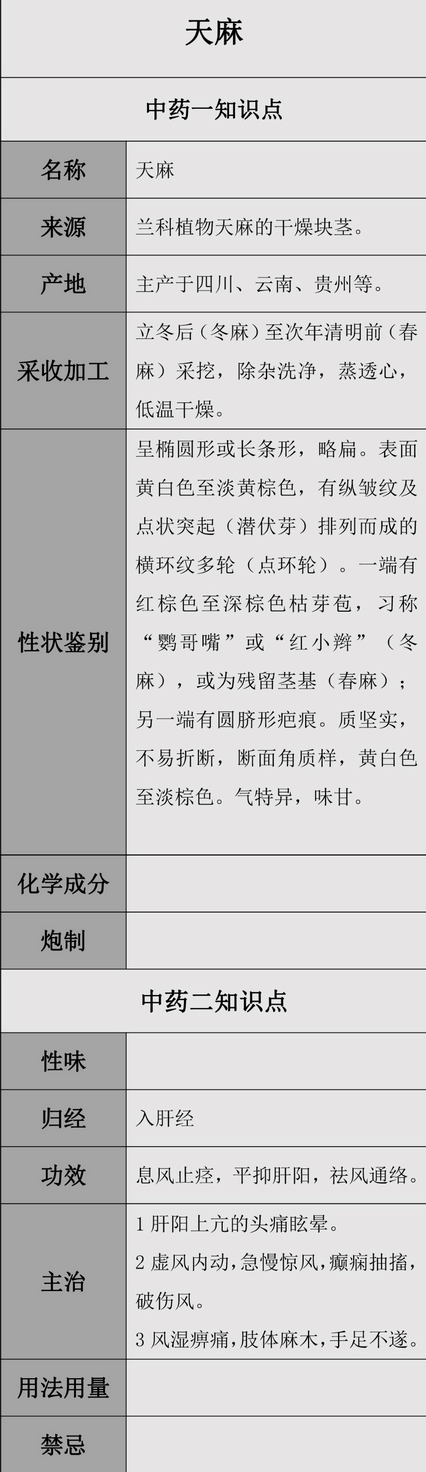 天麻
中药一知识点
名称
天麻
来源
兰科植物天麻的干燥块茎。
产地
主产于四川、云南、贵州等。
采收加工
立冬后（冬麻）至次年清明前（春
麻）采挖，除杂洗净，蒸透心，
低温干燥。
性状鉴别
呈椭圆形或长条形，略扁。表面
黄白色至淡黄棕色，有纵皱纹及
点状突起（潜伏芽）排列而成的
横环纹多轮（点环轮）。一端有
红棕色至深棕色枯芽苞，习称
“鹦哥嘴”或“红小辫”（冬
麻），或为残留茎基（春麻）；
另一端有圆脐形疤痕。质坚实，
不易折断，断面角质样，黄白色
至淡棕色。气特异，味甘。
化学成分
炮制
中药二知识点
性味
归经
入肝经
功效
息风止痉，平抑肝阳，祛风通络。
主治
1 肝阳上亢的头痛眩晕。
2 虚风内动，急慢惊风，癫痫抽搐，
破伤风。
3 风湿痹痛，肢体麻木，手足不遂。
用法用量
禁忌